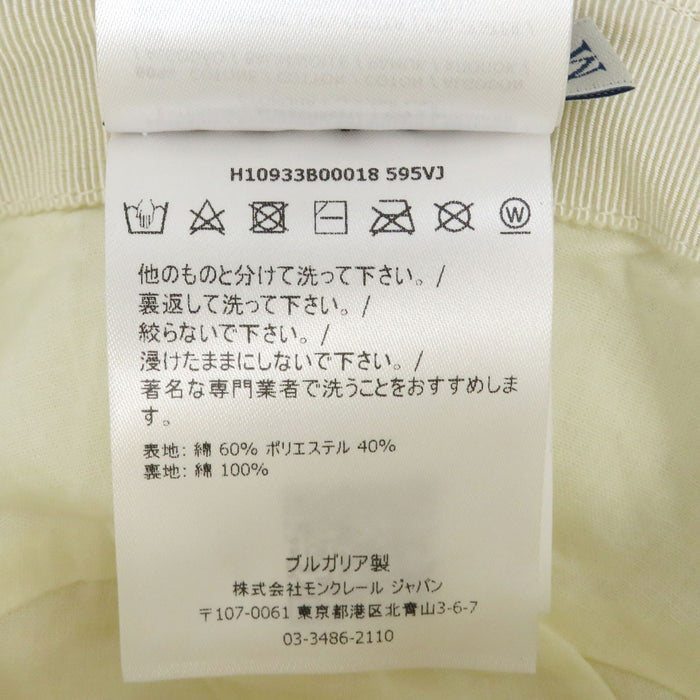 H10933B00018 595VJ
W
他のものと分けて洗って下さい。/
裏返して洗って下さい。/
絞らないで下さい。/
浸けたままにしないで下さい。/
著名な専門業者で洗うことをおすすめしま
す。
表地: 綿 60% ポリエステル 40%
裏地: 綿 100%
ブルガリア製
株式会社モンクレール ジャパン
〒107-0061 東京都港区北青山3-6-7
03-3486-2110